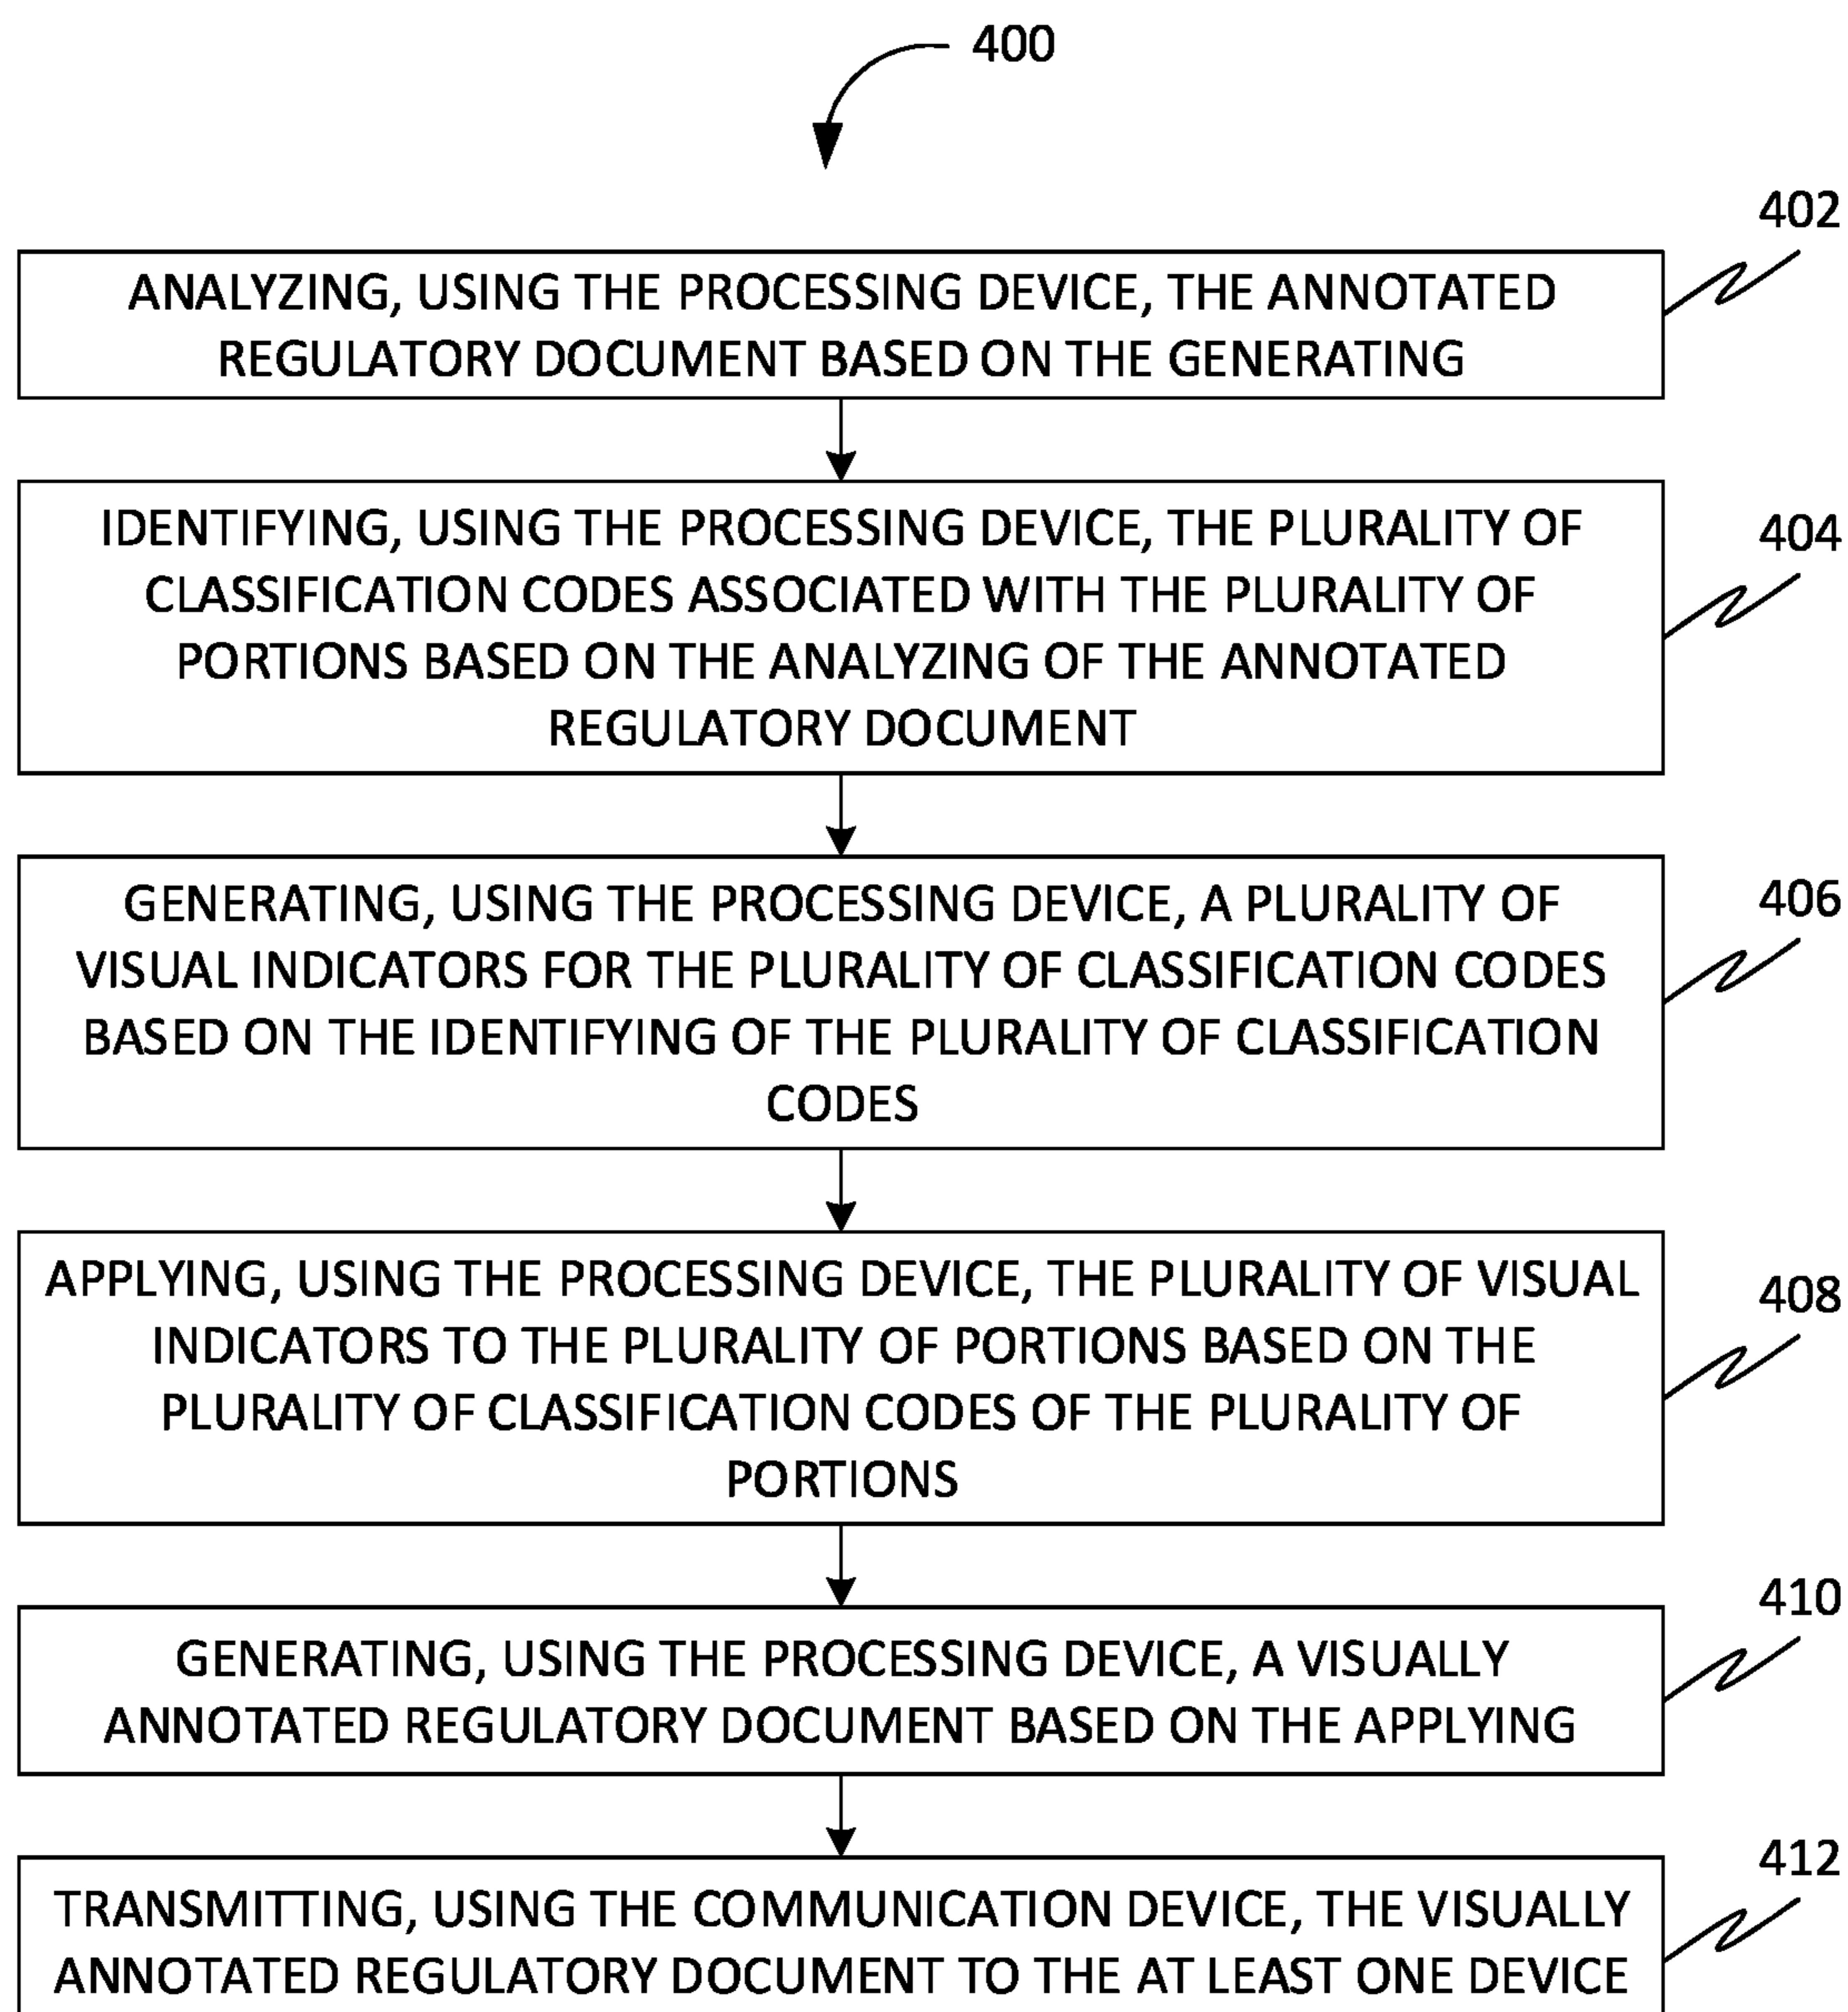 400
402
ANALYZING, USING THE PROCESSING DEVICE, THE ANNOTATED
REGULATORY DOCUMENT BASED ON THE GENERATING
404
IDENTIFYING, USING THE PROCESSING DEVICE, THE PLURALITY OF
CLASSIFICATION CODES ASSOCIATED WITH THE PLURALITY OF
PORTIONS BASED ON THE ANALYZING OF THE ANNOTATED
REGULATORY DOCUMENT
406
GENERATING, USING THE PROCESSING DEVICE, A PLURALITY OF
VISUAL INDICATORS FOR THE PLURALITY OF CLASSIFICATION CODES
BASED ON THE IDENTIFYING OF THE PLURALITY OF CLASSIFICATION
CODES
408
APPLYING, USING THE PROCESSING DEVICE, THE PLURALITY OF VISUAL
INDICATORS TO THE PLURALITY OF PORTIONS BASED ON THE
PLURALITY OF CLASSIFICATION CODES OF THE PLURALITY OF
PORTIONS
410
GENERATING, USING THE PROCESSING DEVICE, A VISUALLY
ANNOTATED REGULATORY DOCUMENT BASED ON THE APPLYING
412
TRANSMITTING, USING THE COMMUNICATION DEVICE, THE VISUALLY
ANNOTATED REGULATORY DOCUMENT TO THE AT LEAST ONE DEVICE